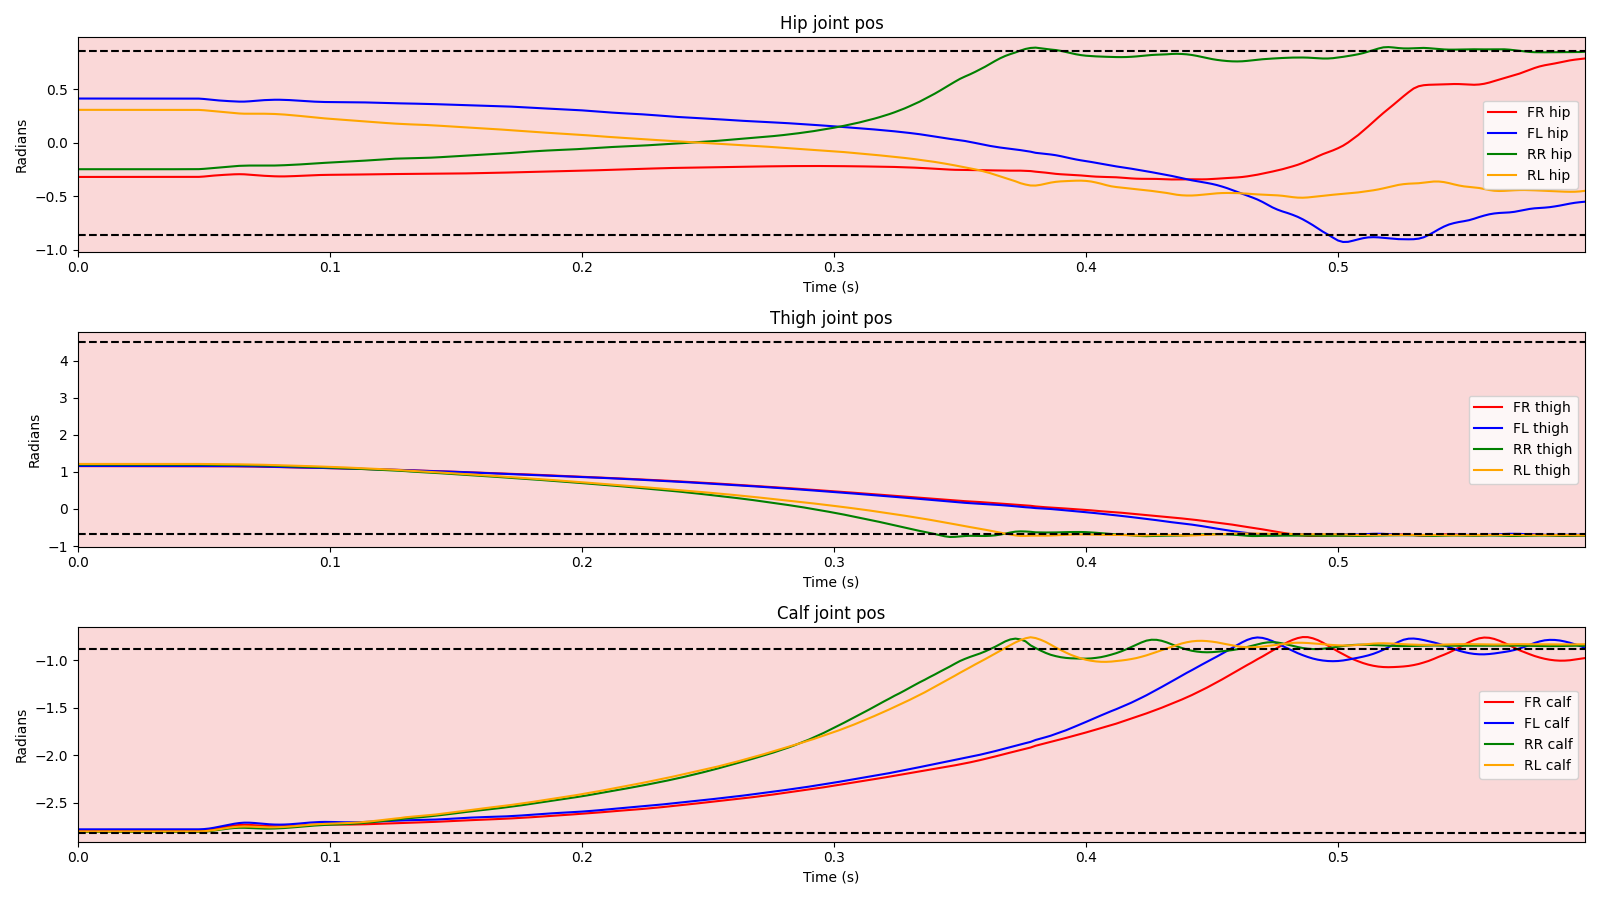 Hip joint pos
Radians
0.5
0.0
−0.5
−1.0
FR hip
FL hip
RR hip
RL hip
0.0 0.1 0.2 0.3 0.4 0.5
Time (s)
Thigh joint pos
Radians
4
3
2
1
0
−1
FR thigh
FL thigh
RR thigh
RL thigh
0.0 0.1 0.2 0.3 0.4 0.5
Time (s)
Calf joint pos
Radians
−1.0
−1.5
−2.0
−2.5
FR calf
FL calf
RR calf
RL calf
0.0 0.1 0.2 0.3 0.4 0.5
Time (s)